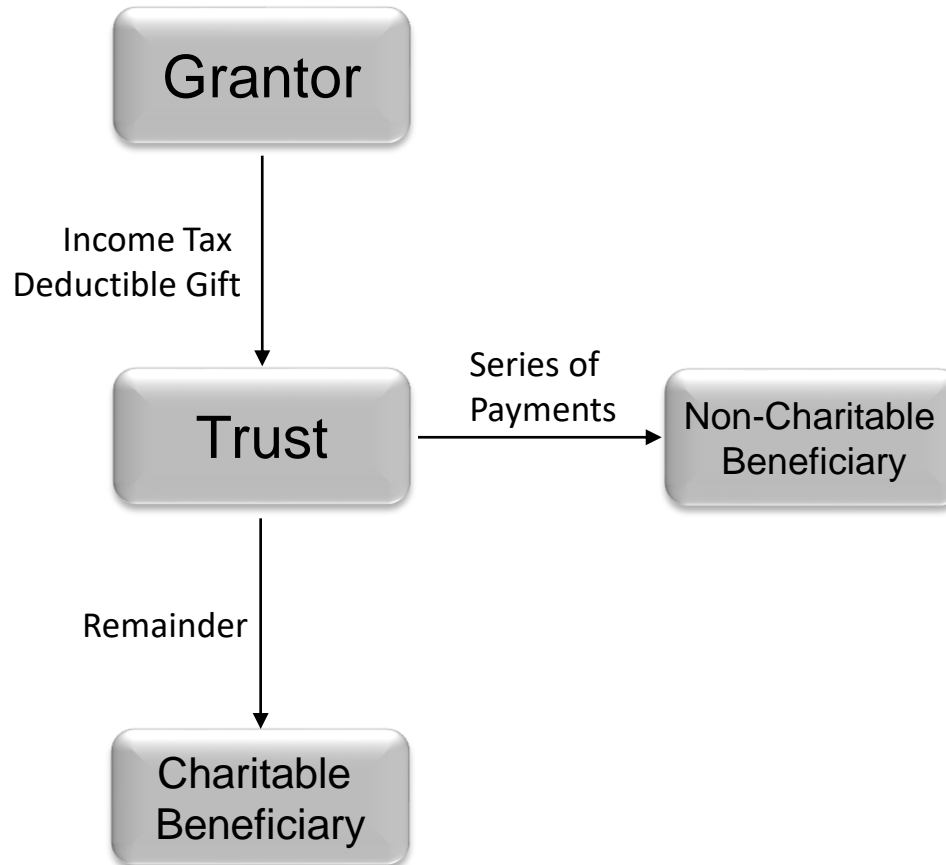 Grantor
Income Tax
Deductible Gift
Trust
Series of
Payments
Non-Charitable
Beneficiary
Remainder
Charitable
Beneficiary